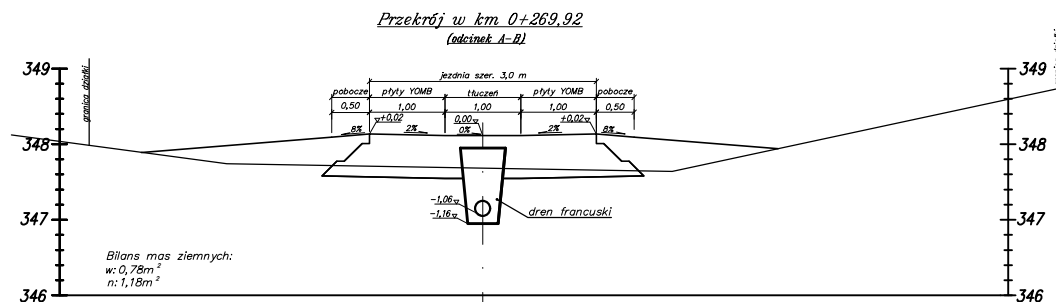 Przekrój w km 0+269,92
(odcinek A-B)
349
granica działki
jezdnia szer. 3,0 m
349
pobocze płyty YOMB tłuczeń płyty YOMB pobocze
0,50 1,00 1,00 1,00 0,50
+0,02 0,00 +0,02
8% 2% 0% 2% 8%
348 348
-1,06
-1,16
dren francuski
347 347
Bilans mas ziemnych:
w:0,78m²
n:1,18m²
346 346